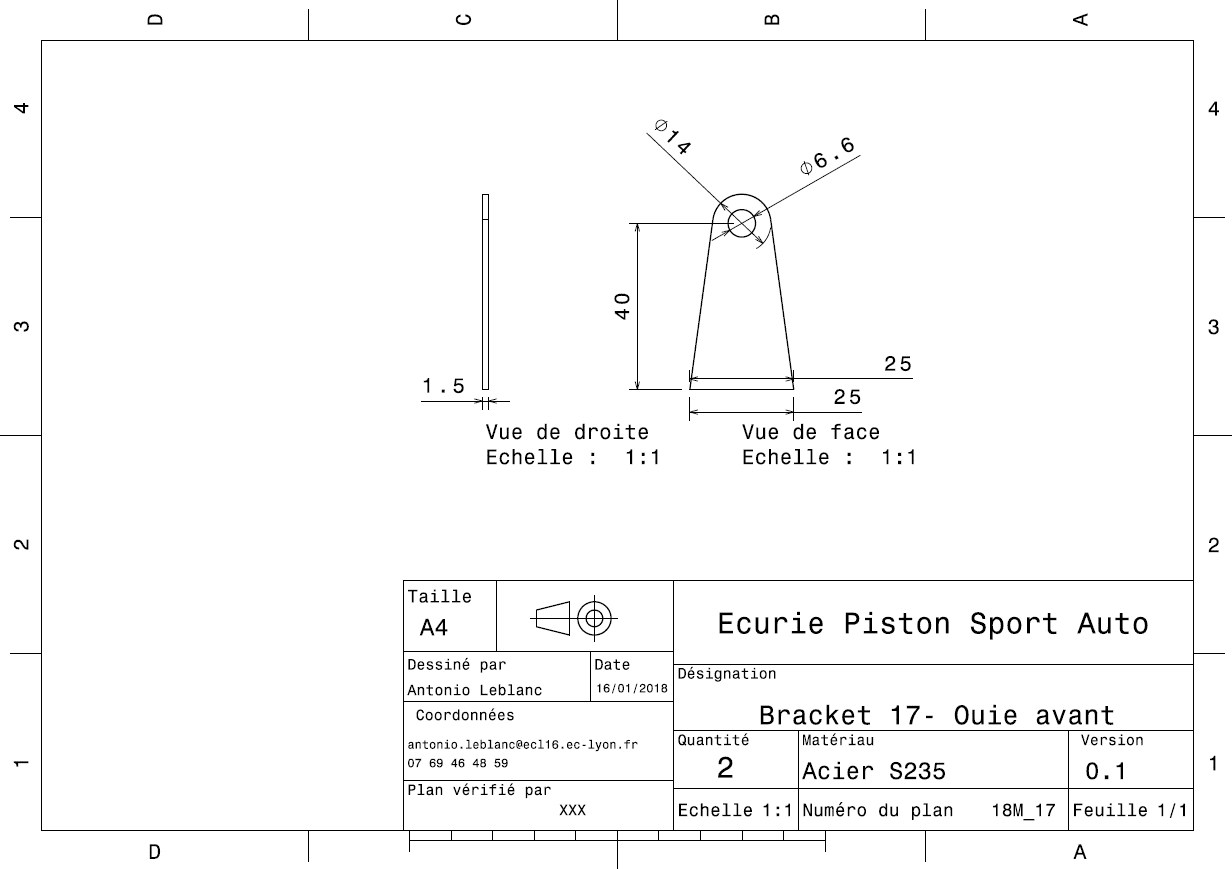 D C B A
4 4
⌀14
⌀6.6
3 3
40
25
1.5
25
Vue de droite
Echelle : 1:1
Vue de face
Echelle : 1:1
2 2
Taille
A4
Ecurie Piston Sport Auto
Dessiné par
Antonio Leblanc
Date
16/01/2018
Désignation
Bracket 17- Ouie avant
Coordonnées
antonio.leblanc@ecl16.ec-lyon.fr
07 69 46 48 59
Quantité
2
Matériau
Acier S235
Version
0.1
1 1
Plan vérifié par
XXX
Echelle 1:1
Numéro du plan 18M_17
Feuille 1/1
D A